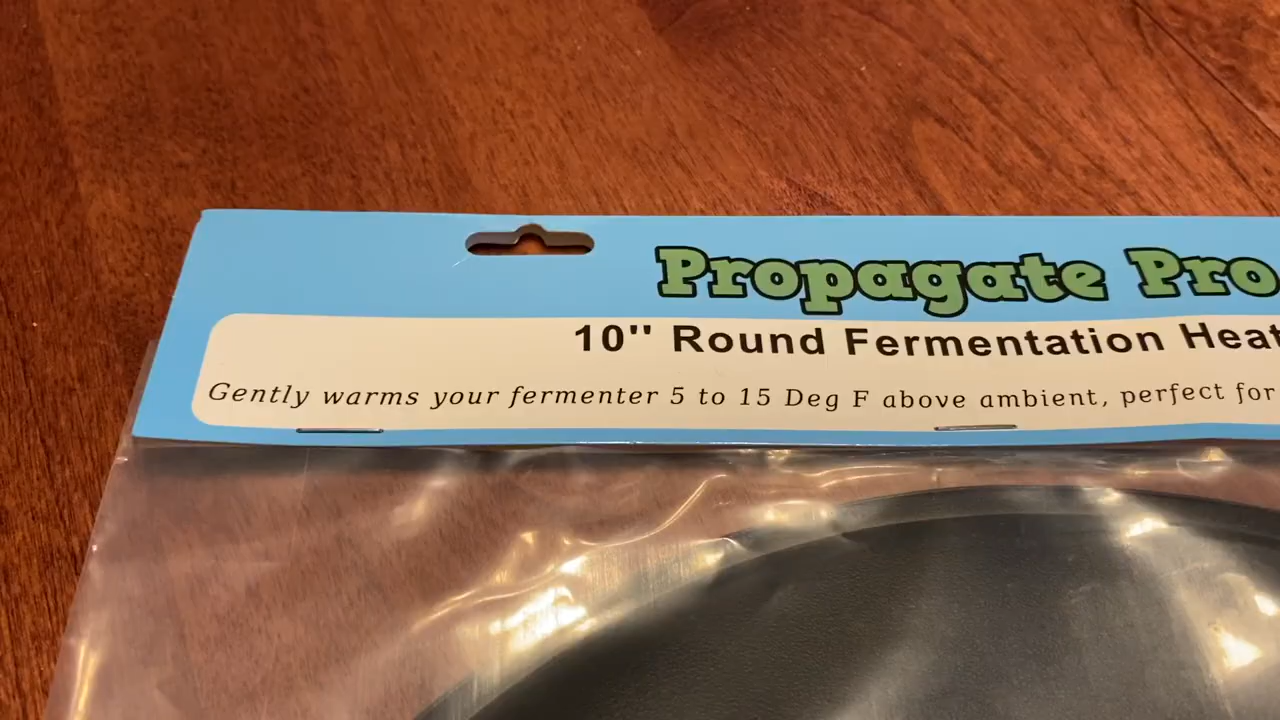 Propagate Pro
10'' Round Fermentation Heat
Gently warms your fermenter 5 to 15 Deg F above ambient, perfect for